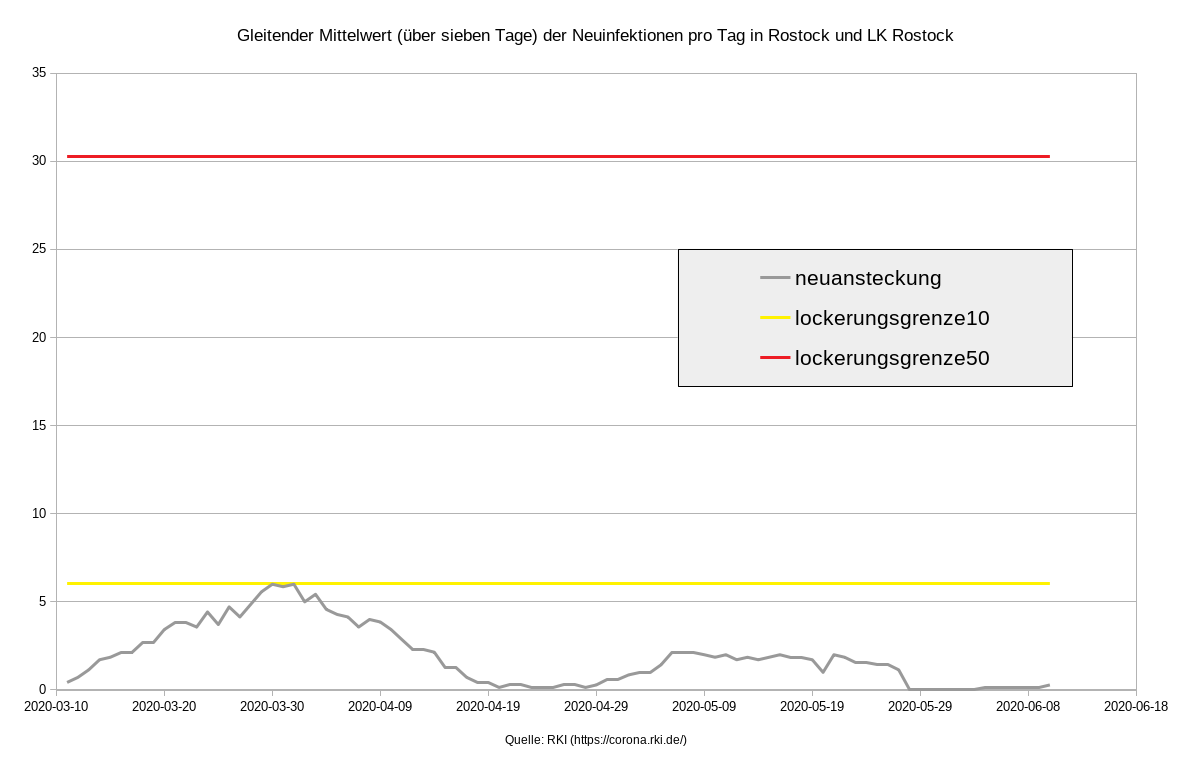 Gleitender Mittelwert (über sieben Tage) der Neuinfektionen pro Tag in Rostock und LK Rostock
35
30
25
20
15
10
5
0
neuansteckung
lockerungsgrenze10
lockerungsgrenze50
2020-03-10 2020-03-20 2020-03-30 2020-04-09 2020-04-19 2020-04-29 2020-05-09 2020-05-19 2020-05-29 2020-06-08 2020-06-18
Quelle: RKI (https://corona.rki.de/)